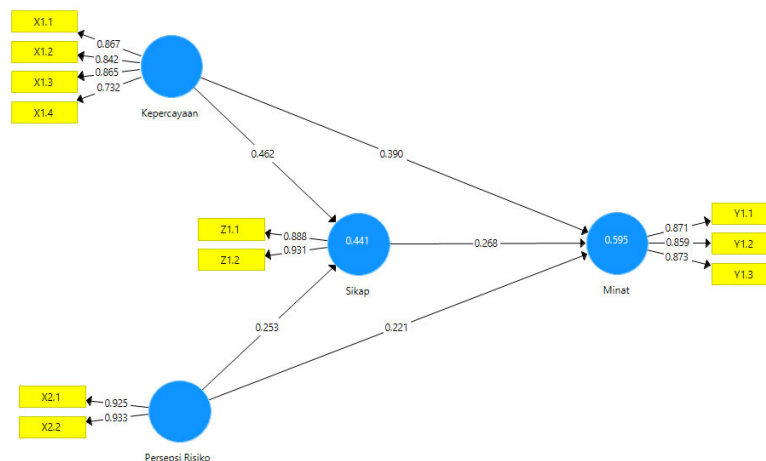 X1.1
X1.2
X1.3
X1.4
0.867
0.842
0.865
0.732
Kepercayaan
0.462
0.390
Z1.1
Z1.2
0.888
0.931
0.441
Sikap
0.268
0.595
Minat
0.871
0.859
0.873
Y1.1
Y1.2
Y1.3
0.253
0.221
X2.1
X2.2
0.925
0.933
Persepsi Risiko